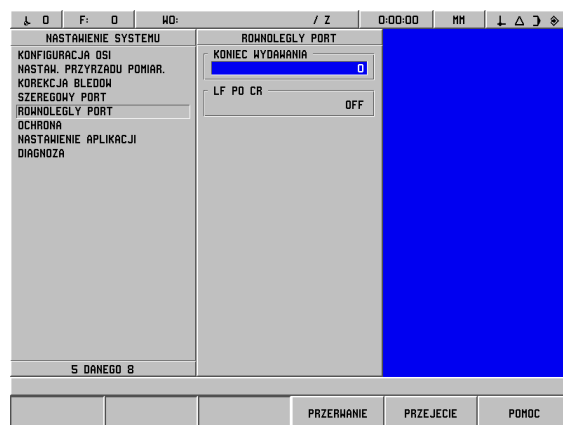 0 F: 0 WO: / Z 0:00:00 MM
NASTAWIENIE SYSTEMU
KONFIGURACJA OSI
NASTAW. PRZYRZADU POMIAR.
KOREKCJA BLEDOW
SZEREGOWY PORT
ROWNOLEGLY PORT
OCHRONA
NASTAWIENIE APLIKACJI
DIAGNOZA
5 DANEGO 8
ROWNOLEGLY PORT
KONIEC WYDAWANIA
0
LF PO CR
OFF
PRZERWANIE PRZEJECIE POMOC